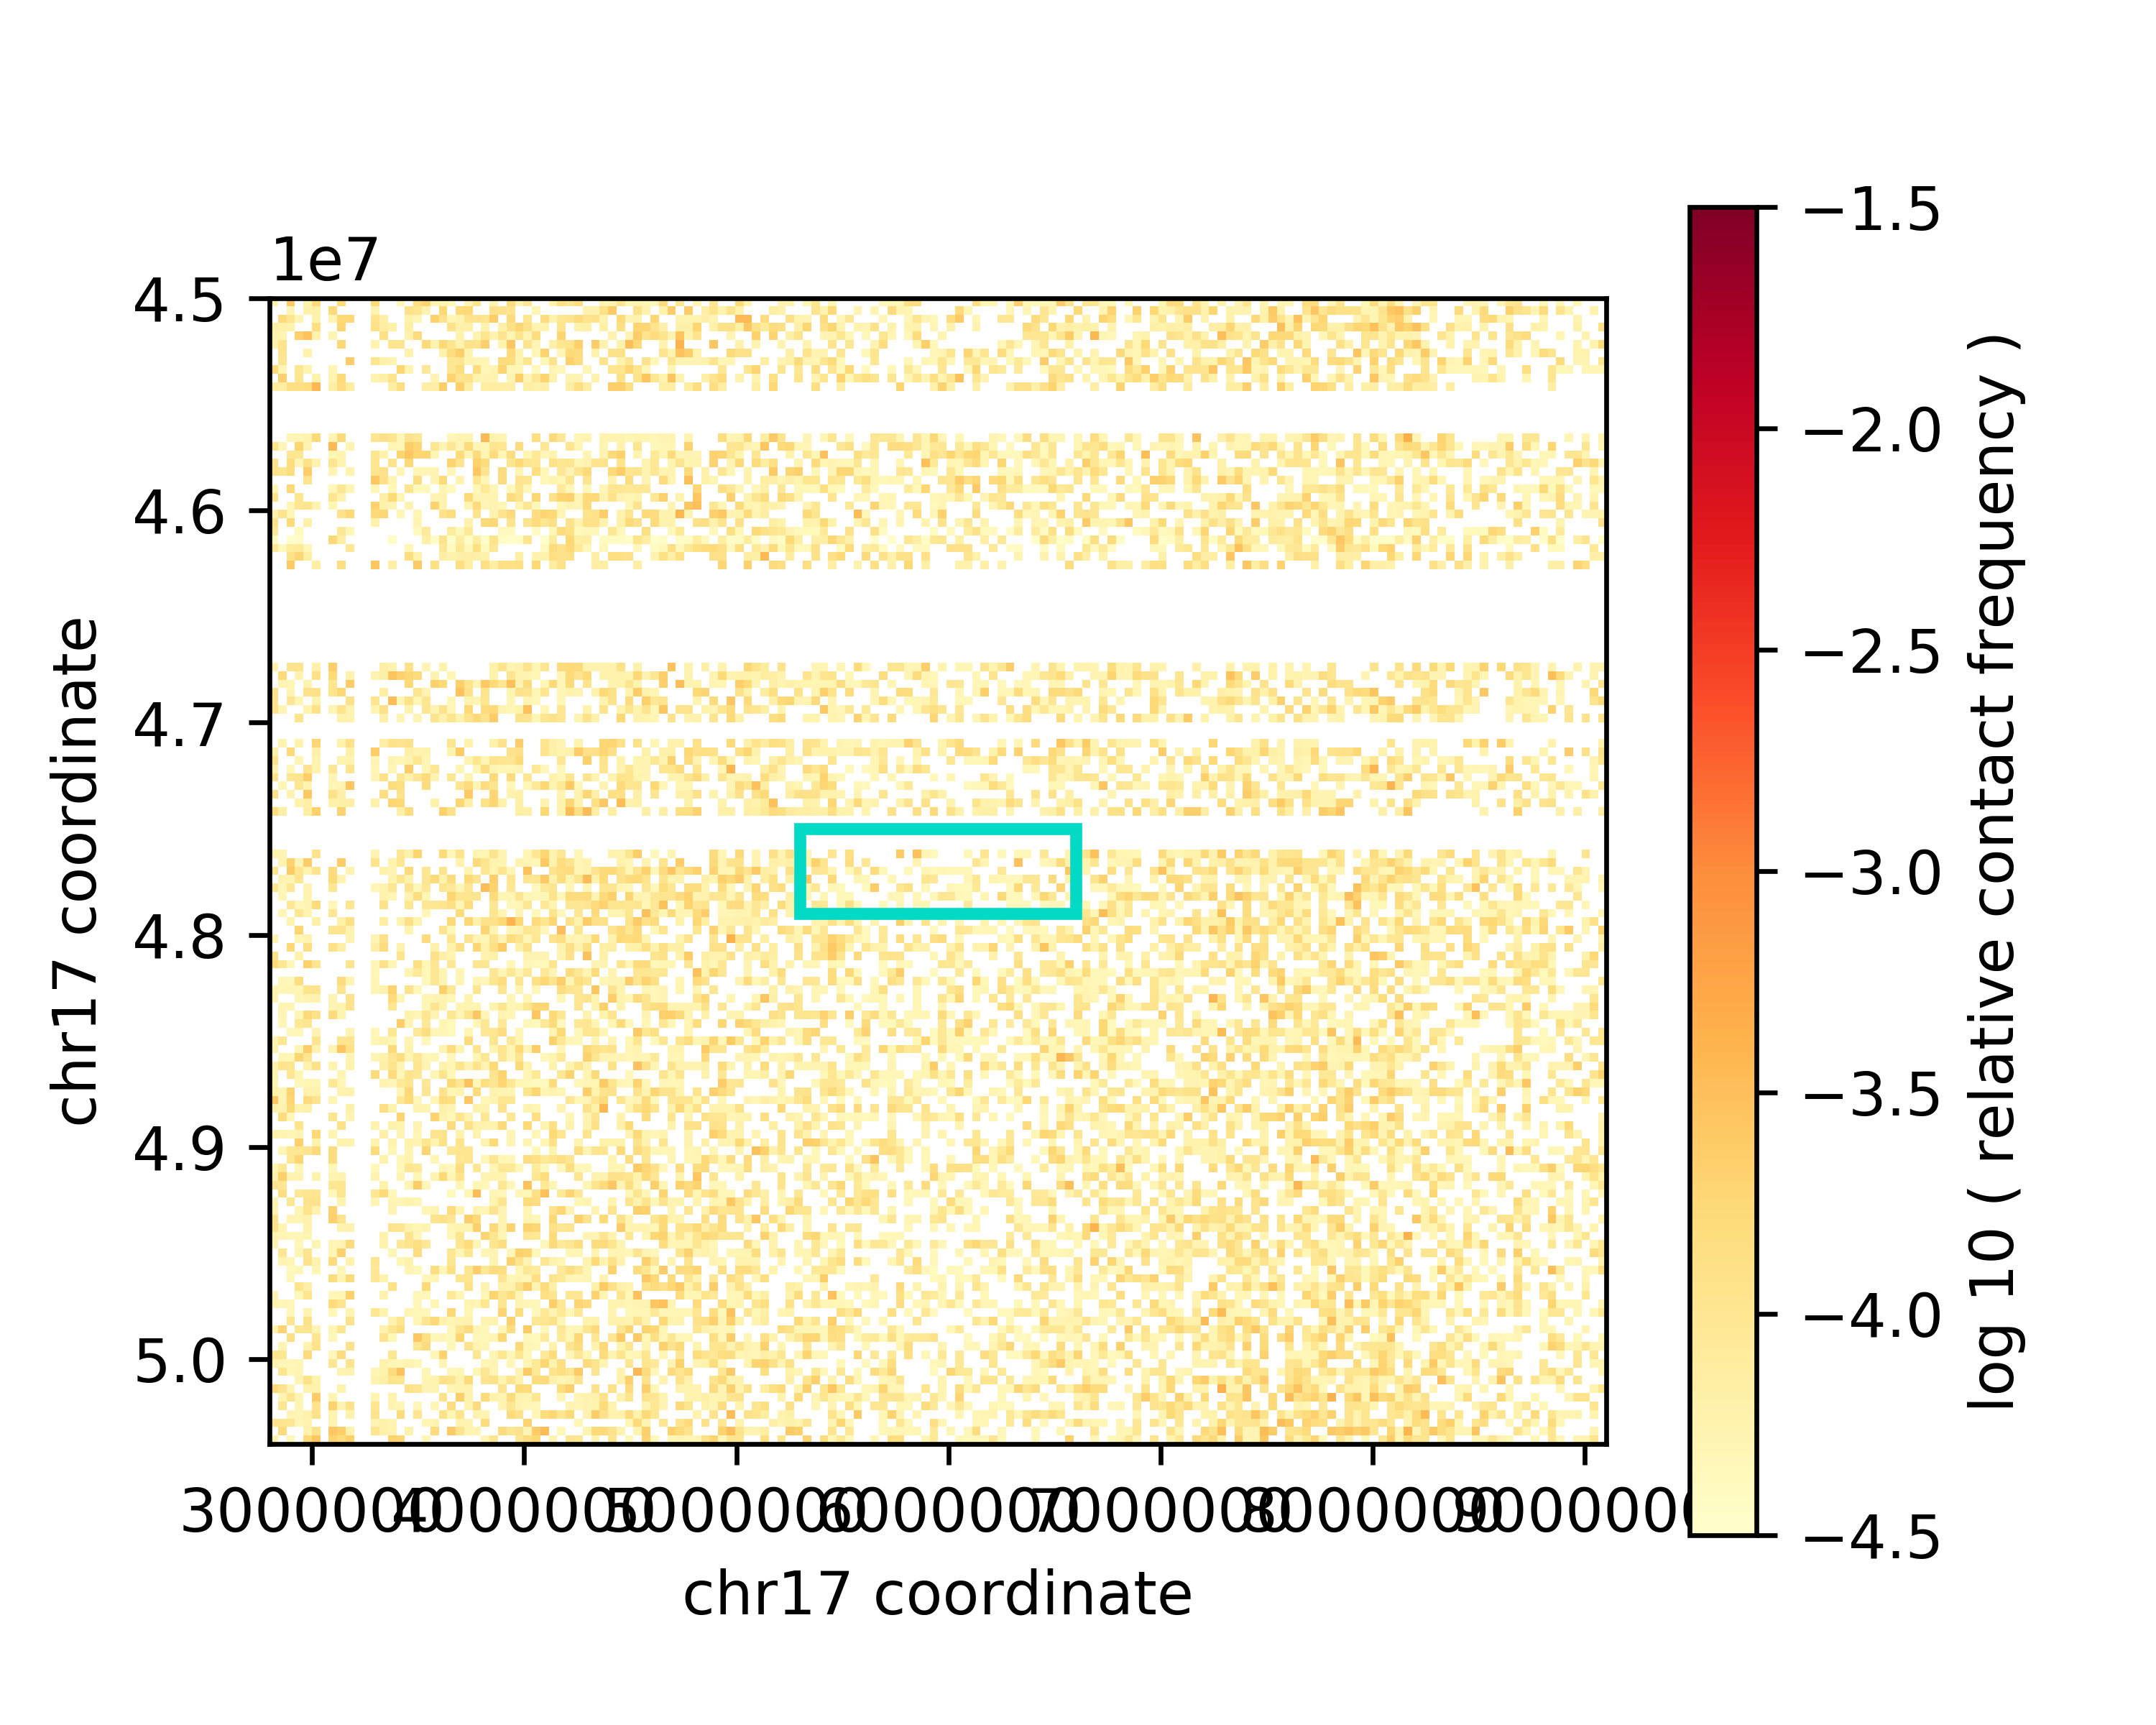 1e7
4.5
4.6
4.7
4.8
4.9
5.0
chr17 coordinate
3000000 4000000 5000000 6000000 7000000 8000000 9000000
chr17 coordinate
−1.5
−2.0
−2.5
−3.0
−3.5
−4.0
−4.5
log 10 ( relative contact frequency )